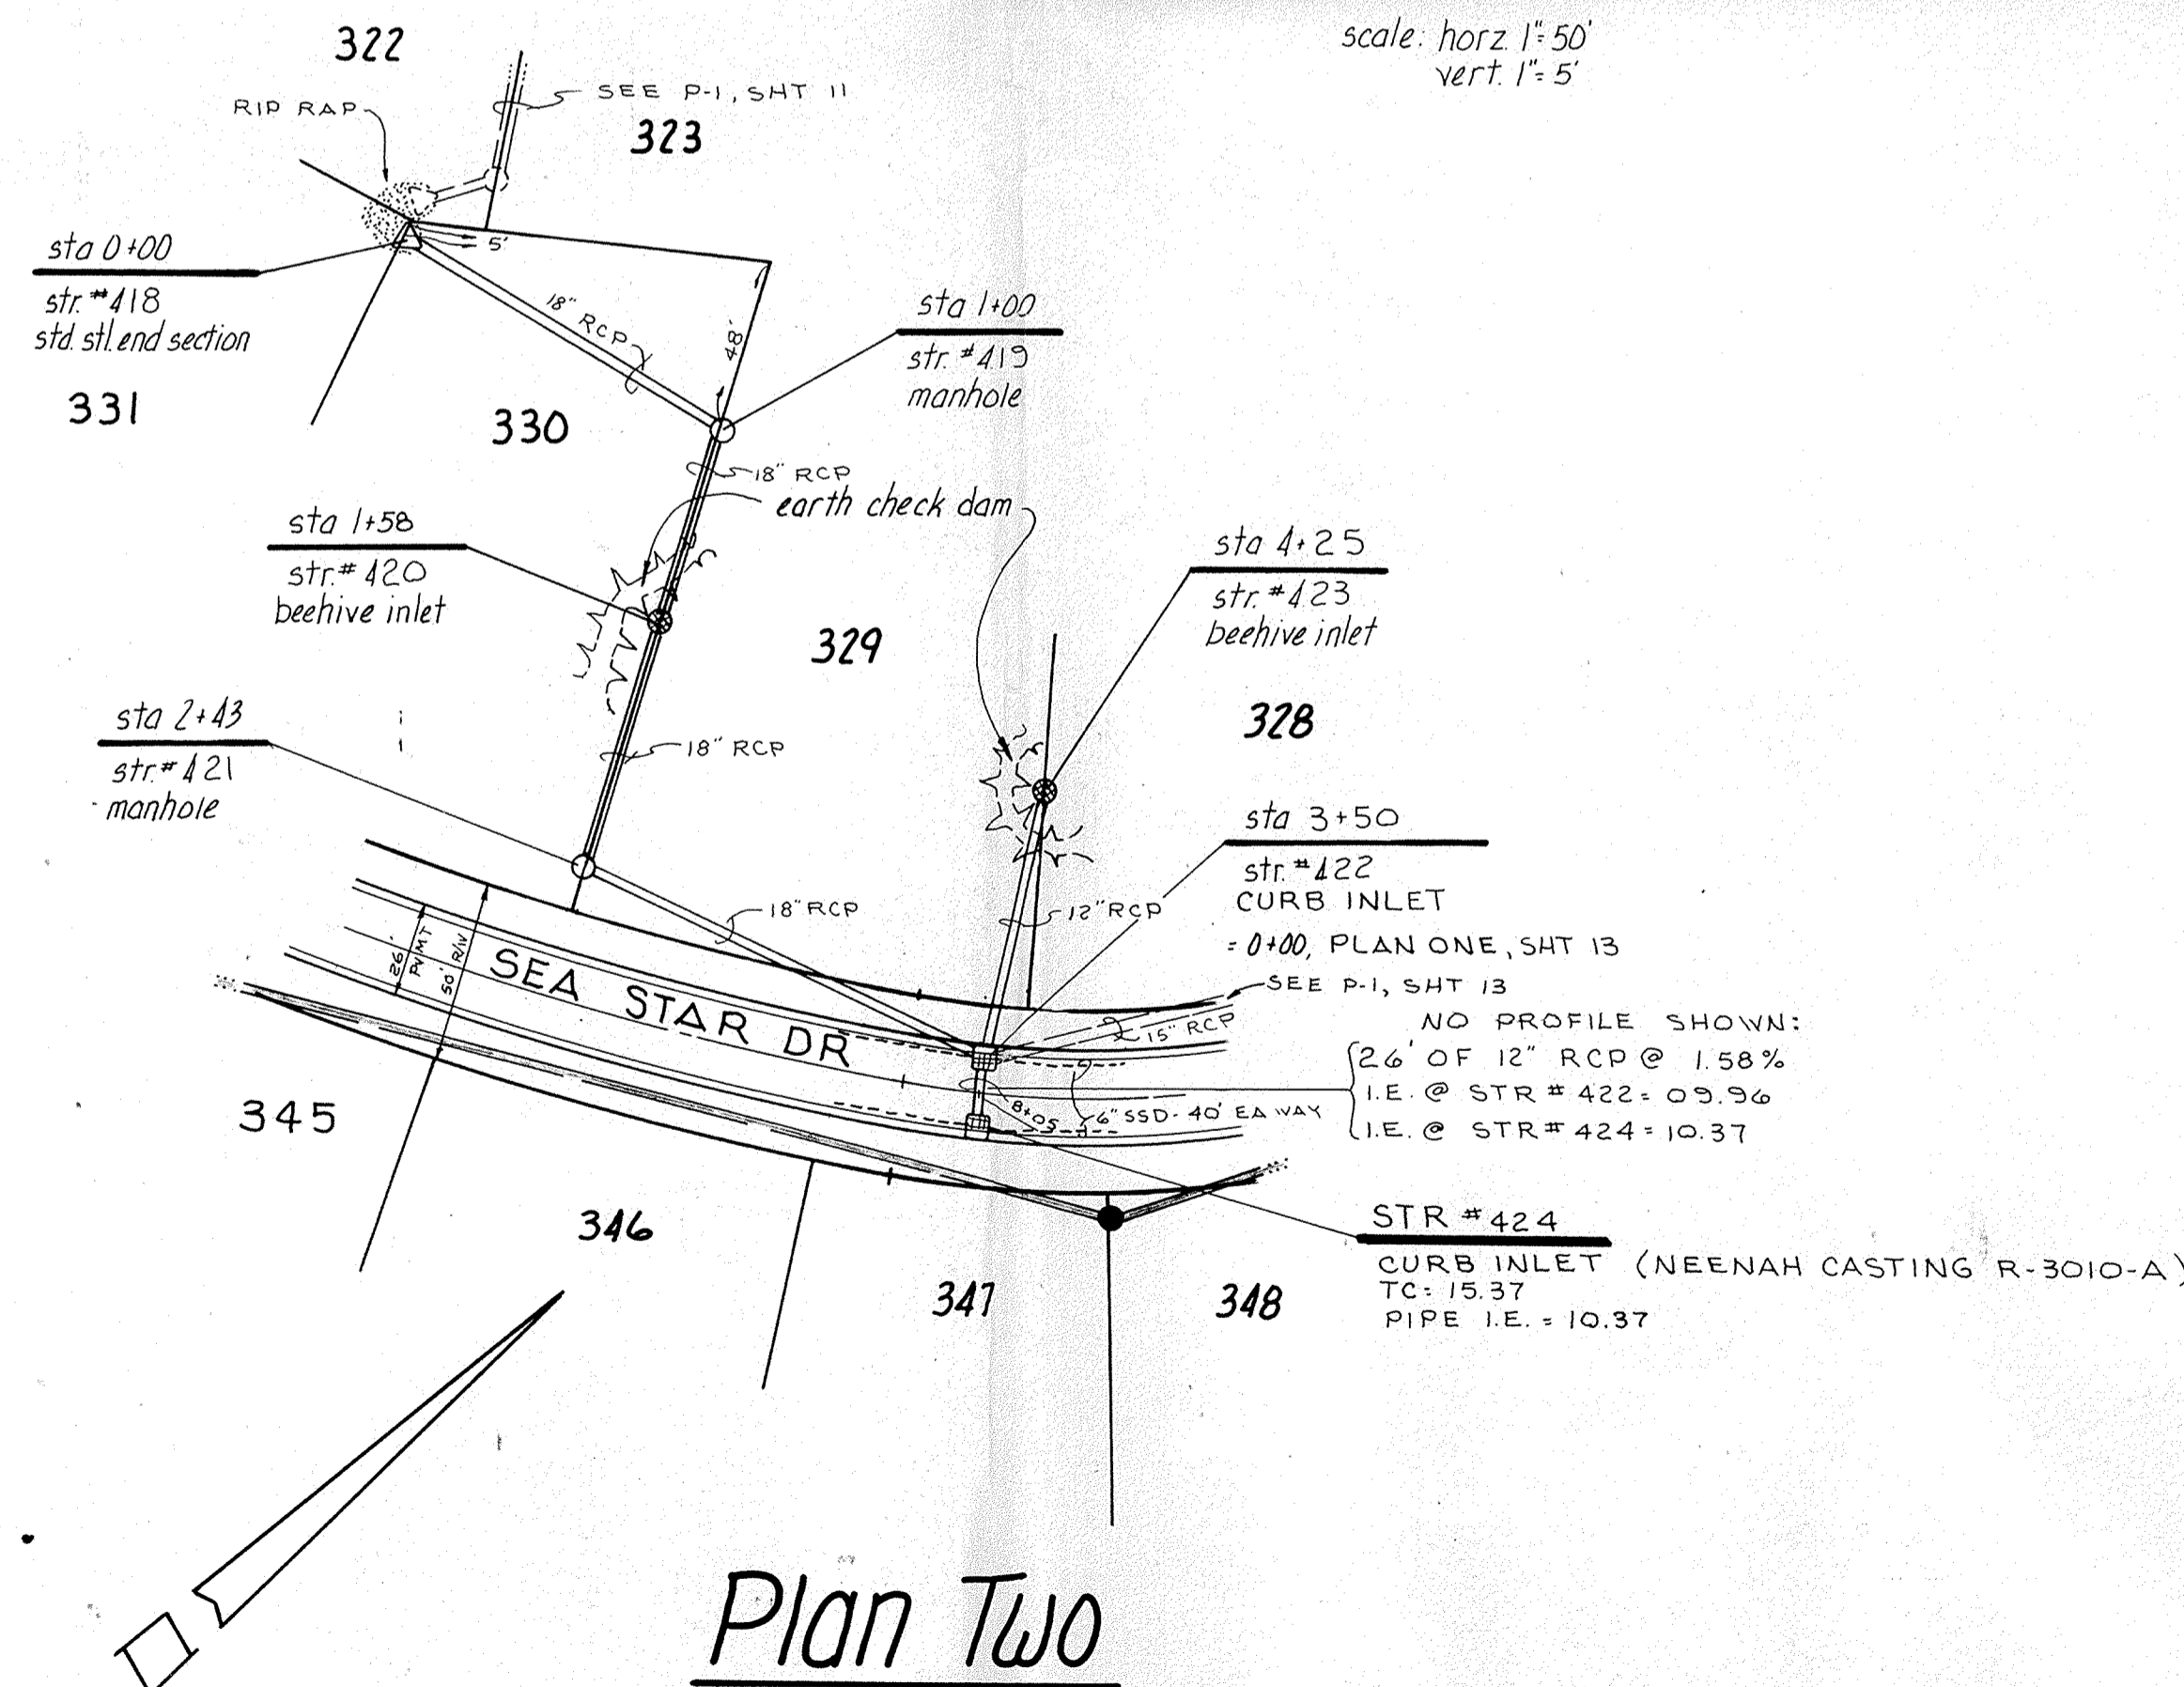 scale: horz. 1"= 50'
vert. 1"= 5'
322
RIP RAP
SEE P-1, SHT 11
323
sta 0+00
str. #418
std. stl. end section
5'
18" RCP
48'
sta 1+00
str. #419
manhole
331
330
18" RCP
earth check dam
sta 1+58
str. # 420
beehive inlet
sta 4+25
str. #423
beehive inlet
329
328
sta 2+43
str. # 421
manhole
18" RCP
sta 3+50
str. #422
CURB INLET
= 0+00, PLAN ONE, SHT 13
18" RCP
12" RCP
SEE P-1, SHT 13
26'
PVMT
50' R/W
SEA STAR DR
15" RCP
NO PROFILE SHOWN:
26' OF 12" RCP @ 1.58%
I.E. @ STR # 422 = 09.96
I.E. @ STR # 424 = 10.37
8+05
6" SSD - 40' EA WAY
345
346
347
348
STR #424
CURB INLET (NEENAH CASTING R-3010-A)
TC = 15.37
PIPE I.E. = 10.37
Plan Two